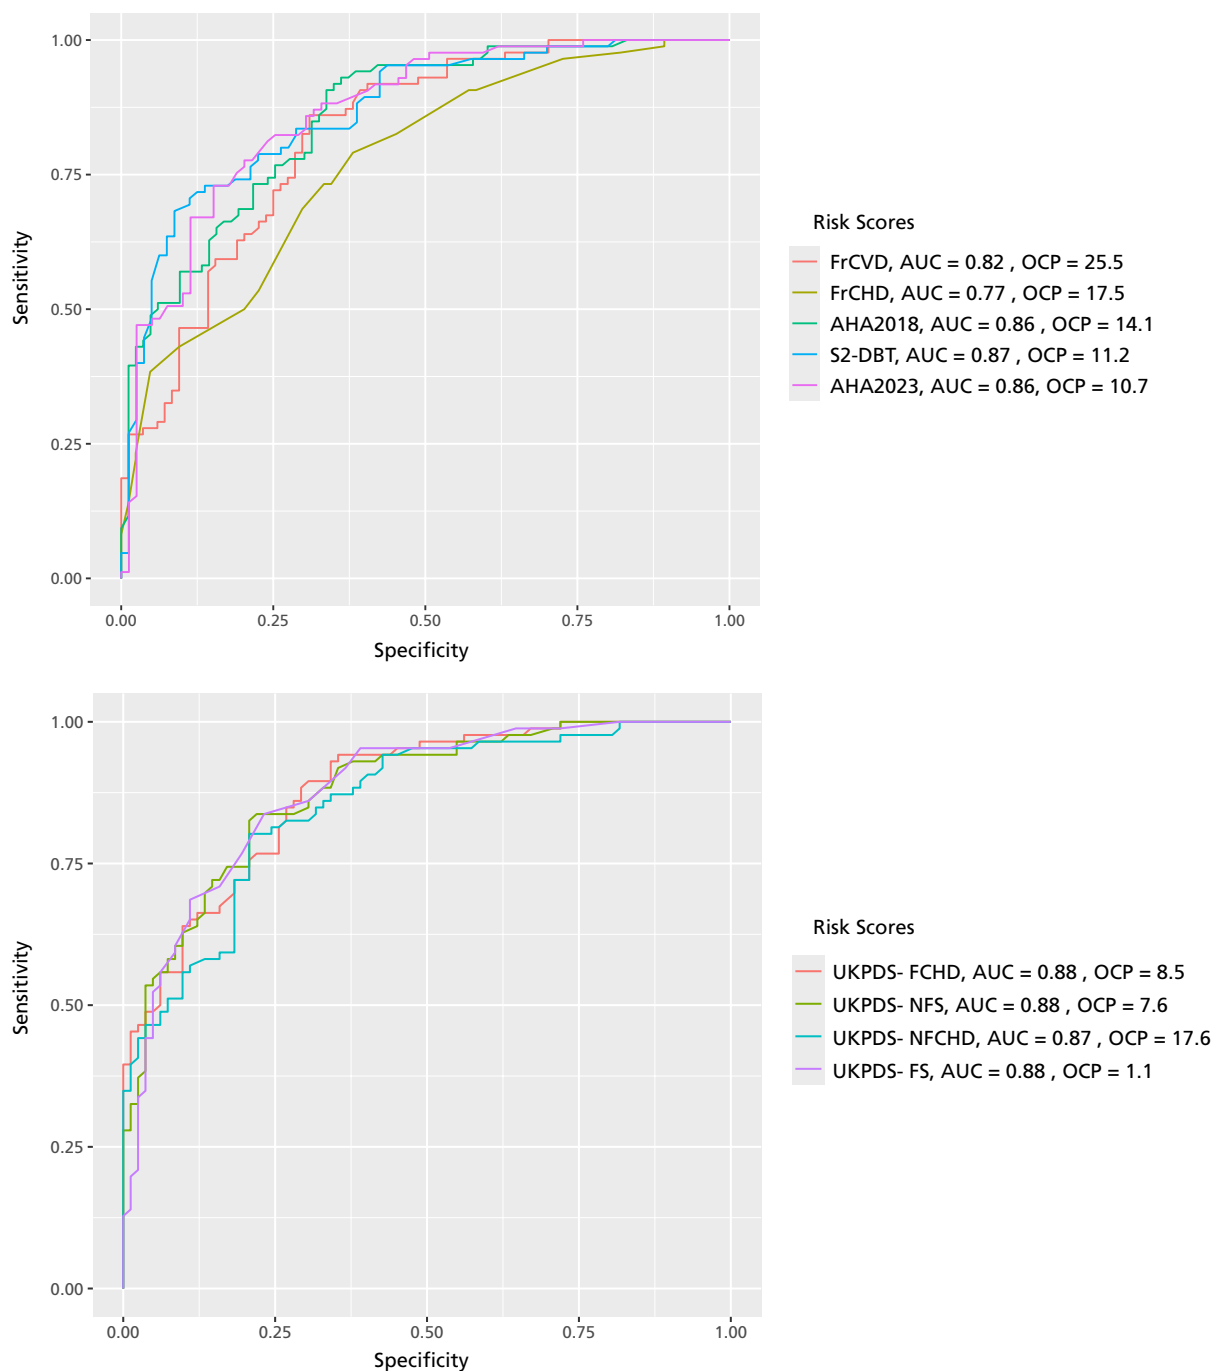 1.00
0.75
0.50
0.25
0.00
Sensitivity
0.00 0.25 0.50 0.75 1.00
Specificity
Risk Scores
FrCVD, AUC = 0.82 , OCP = 25.5
FrCHD, AUC = 0.77 , OCP = 17.5
AHA2018, AUC = 0.86 , OCP = 14.1
S2-DBT, AUC = 0.87 , OCP = 11.2
AHA2023, AUC = 0.86, OCP = 10.7
1.00
0.75
0.50
0.25
0.00
Sensitivity
0.00 0.25 0.50 0.75 1.00
Specificity
Risk Scores
UKPDS- FCHD, AUC = 0.88 , OCP = 8.5
UKPDS- NFS, AUC = 0.88 , OCP = 7.6
UKPDS- NFCHD, AUC = 0.87 , OCP = 17.6
UKPDS- FS, AUC = 0.88 , OCP = 1.1